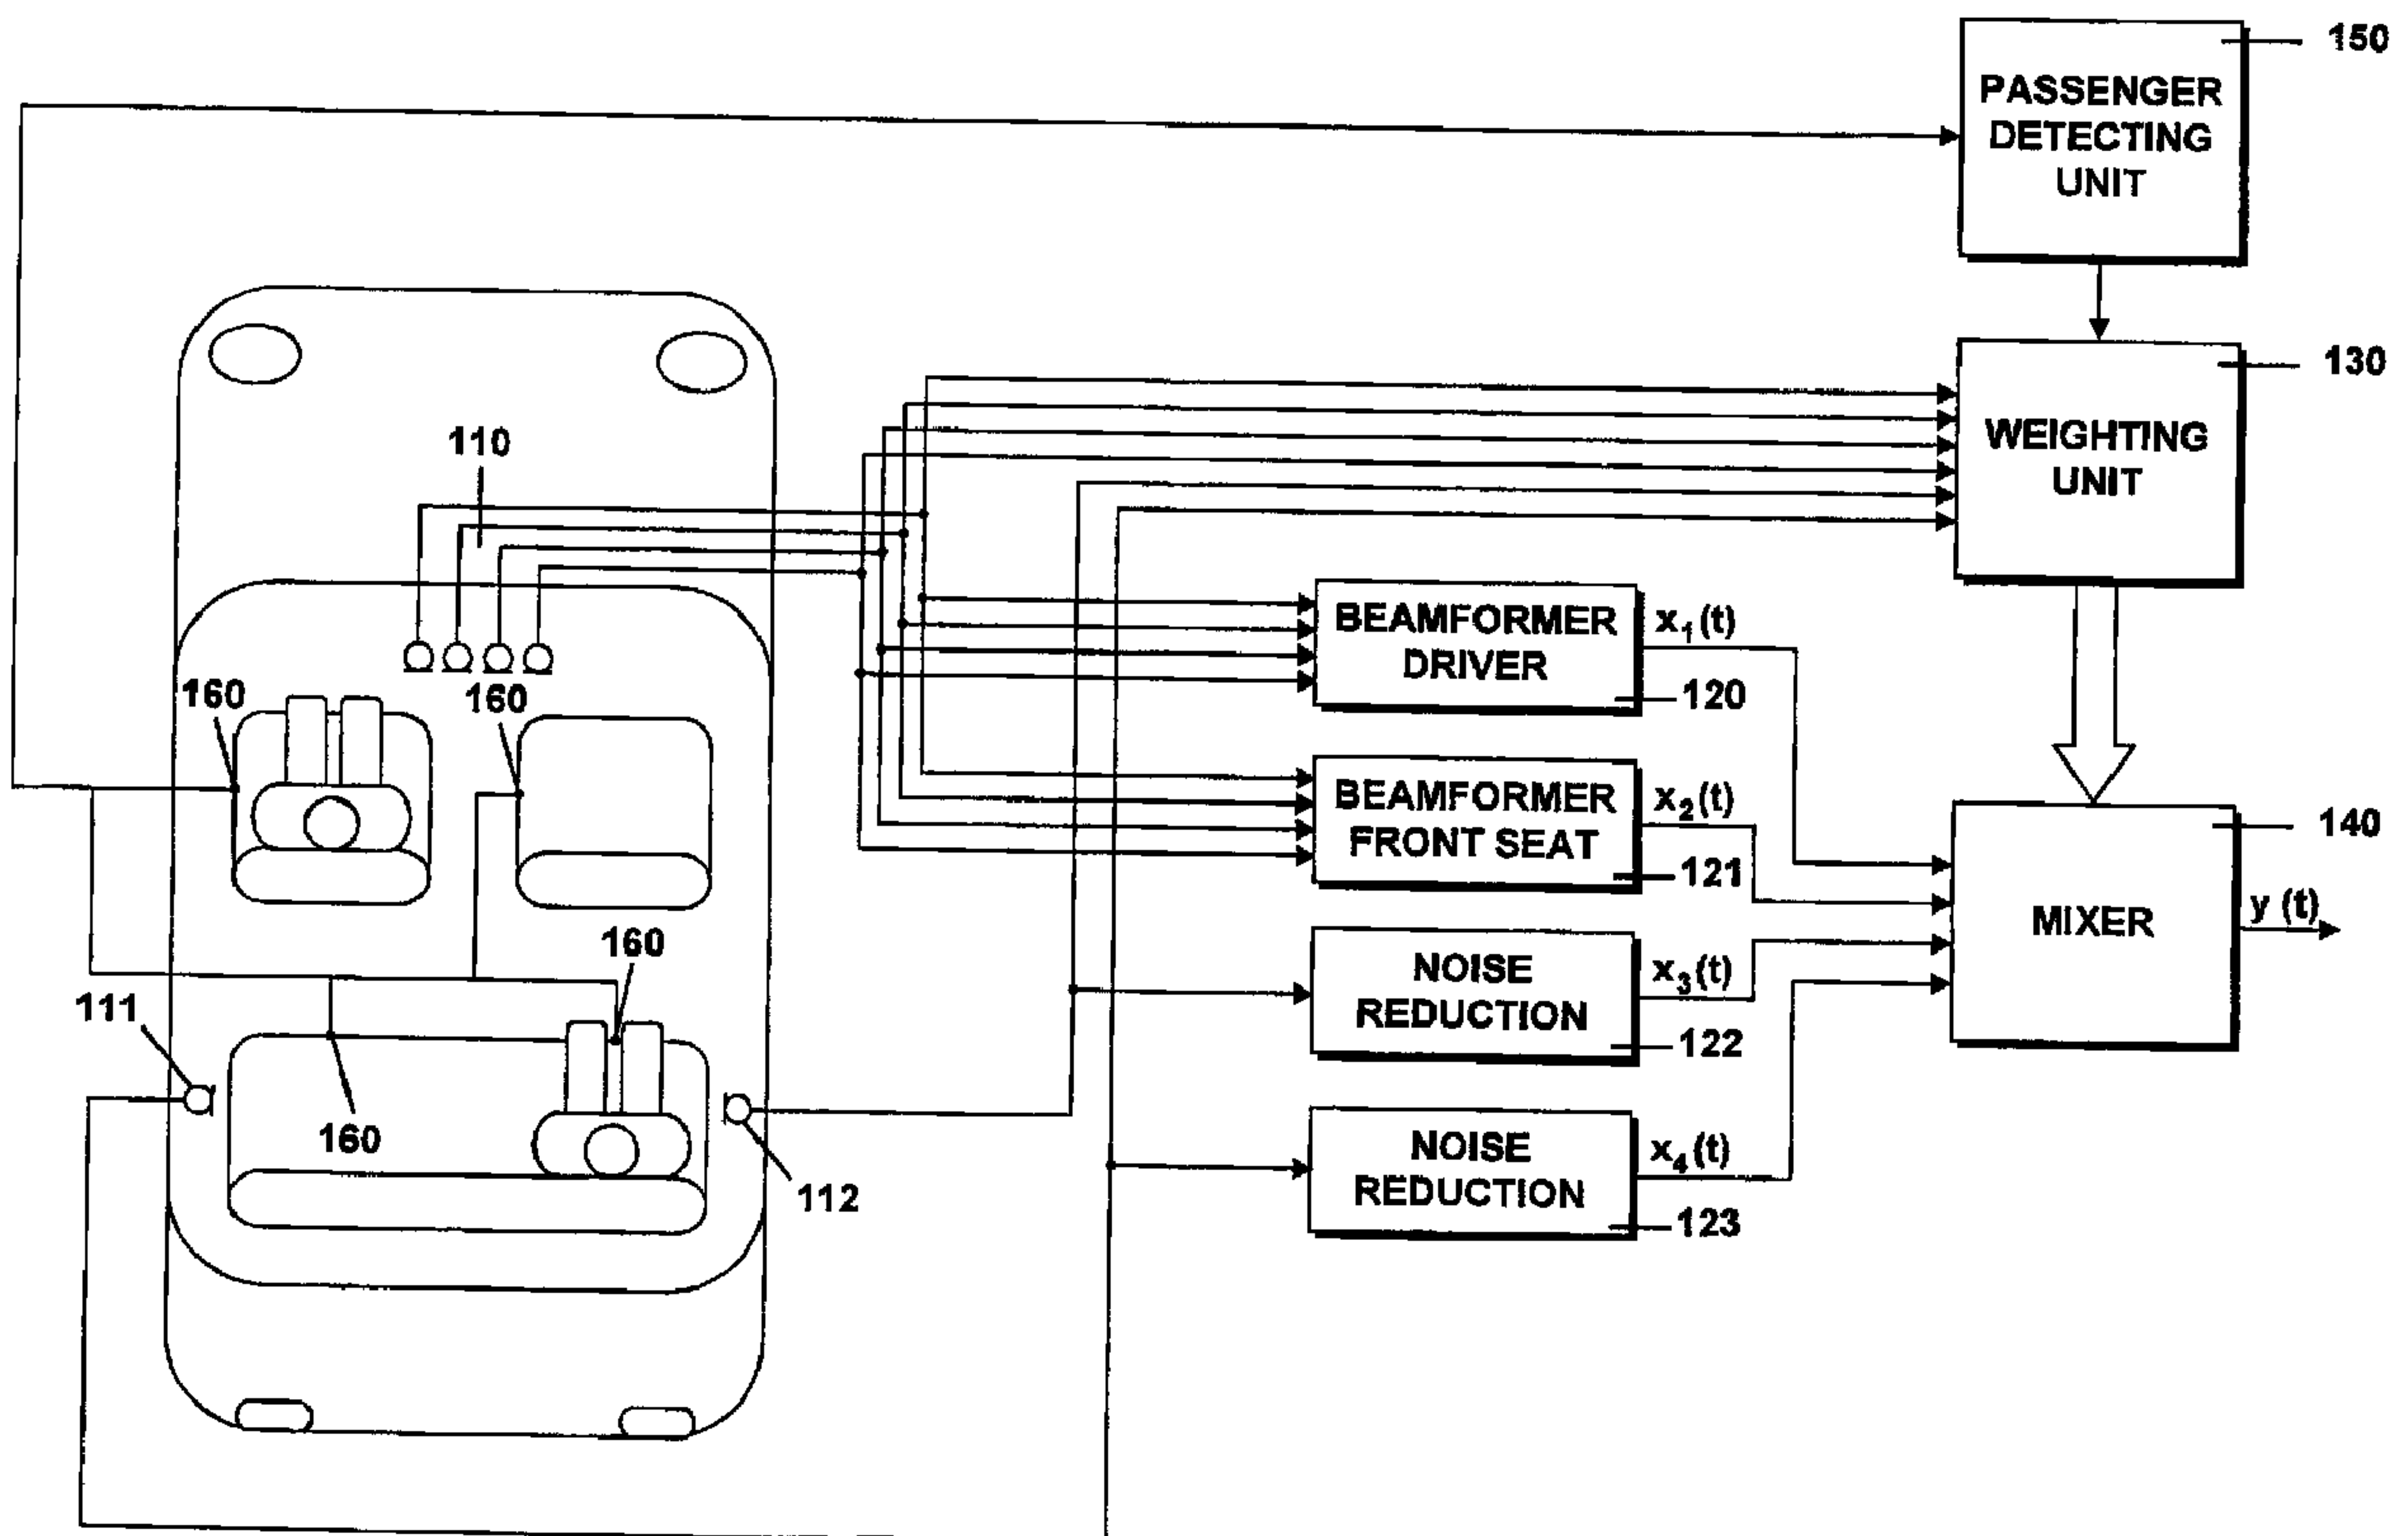 150
PASSENGER
DETECTING
UNIT
130
WEIGHTING
UNIT
110
BEAMFORMER
DRIVER
x₁(t)
120
160
160
BEAMFORMER
FRONT SEAT
x₂(t)
121
140
MIXER
y (t)
160
NOISE
REDUCTION
x₃(t)
122
111
160
112
NOISE
REDUCTION
x₄(t)
123